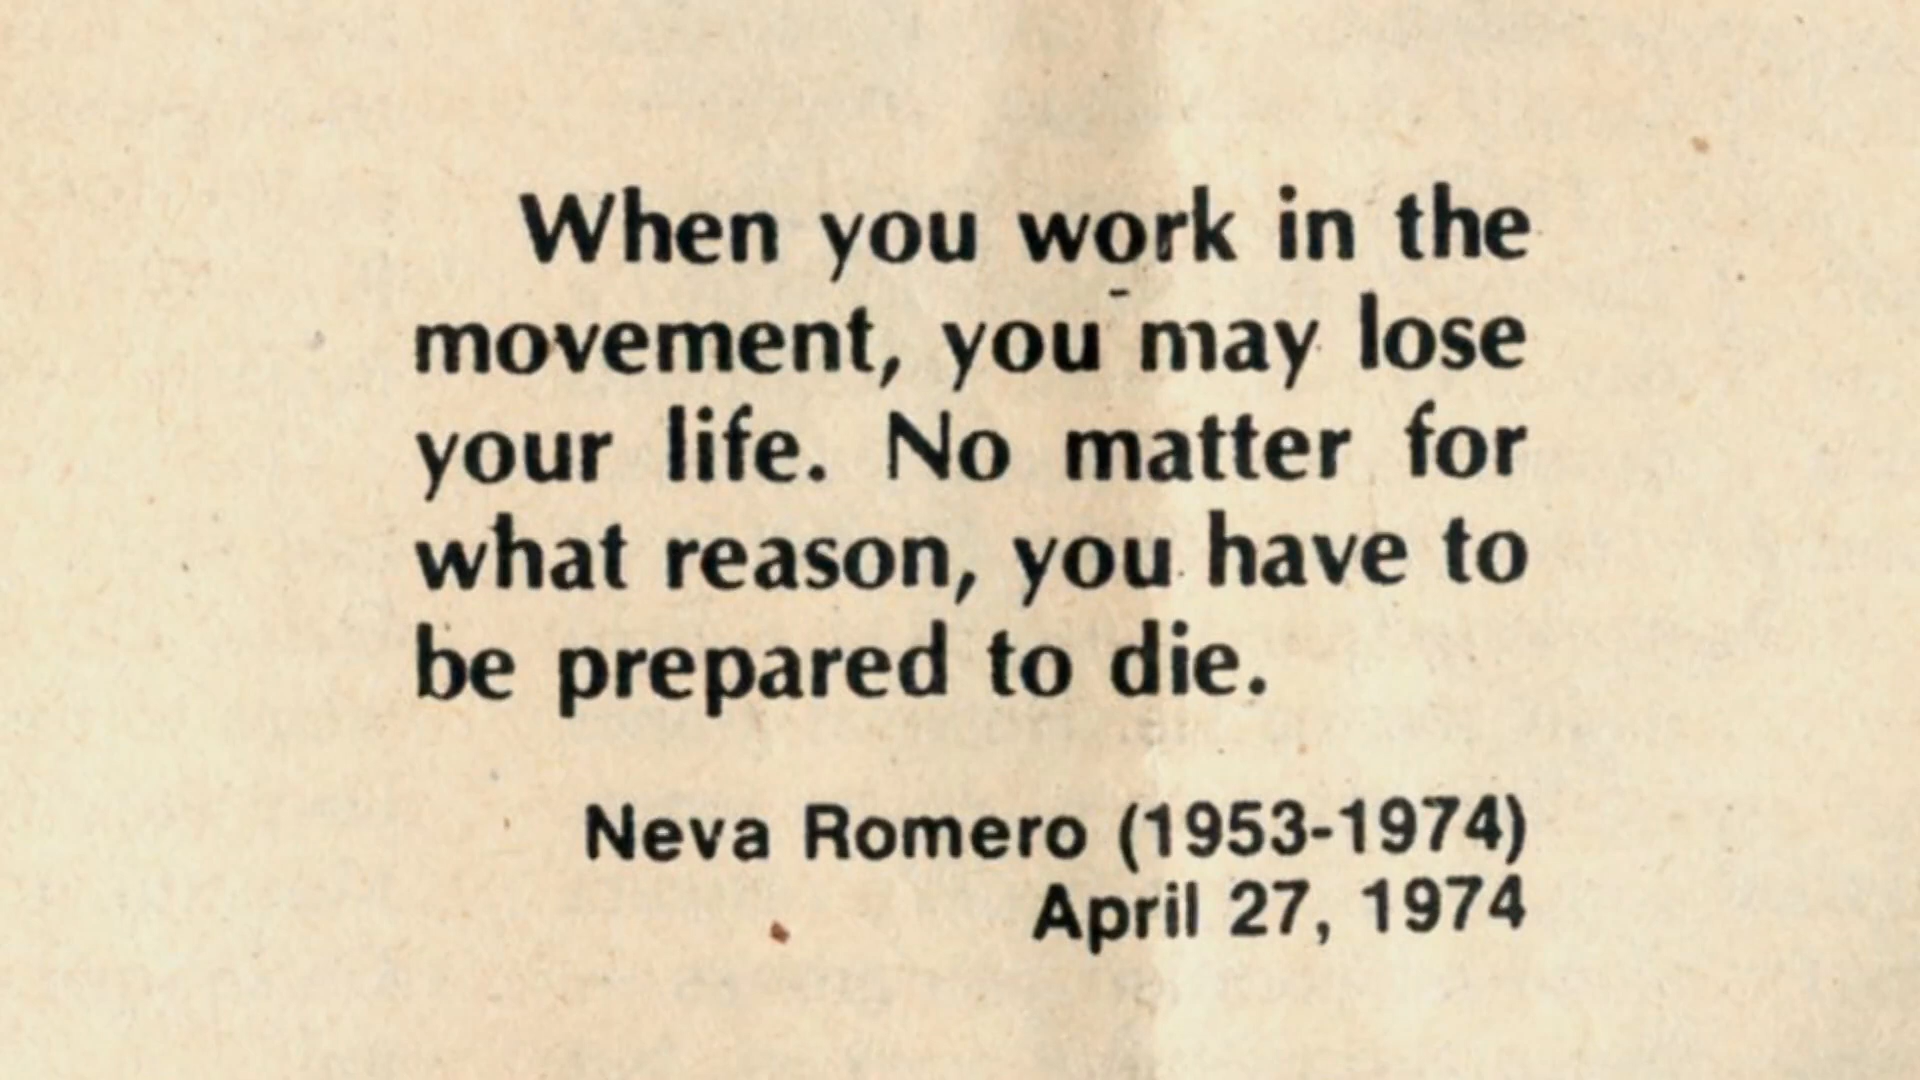 When you work in the
movement, you may lose
your life. No matter for
what reason, you have to
be prepared to die.
Neva Romero (1953-1974)
April 27, 1974